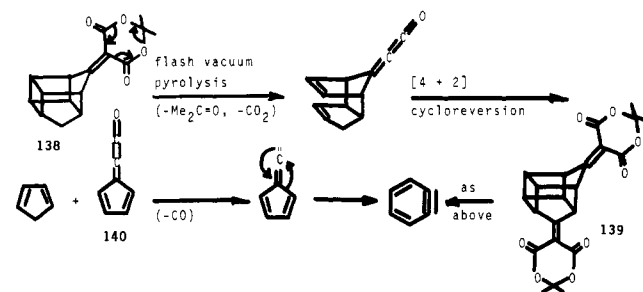 O O
O
O
flash vacuum
pyrolysis
(-Me₂C=O, -CO₂)
138
O
C
C
[4 + 2]
cycloreversion
O O
O
O
139
O
C
C
+
140
(-CO)
C
as
above
O O
O O